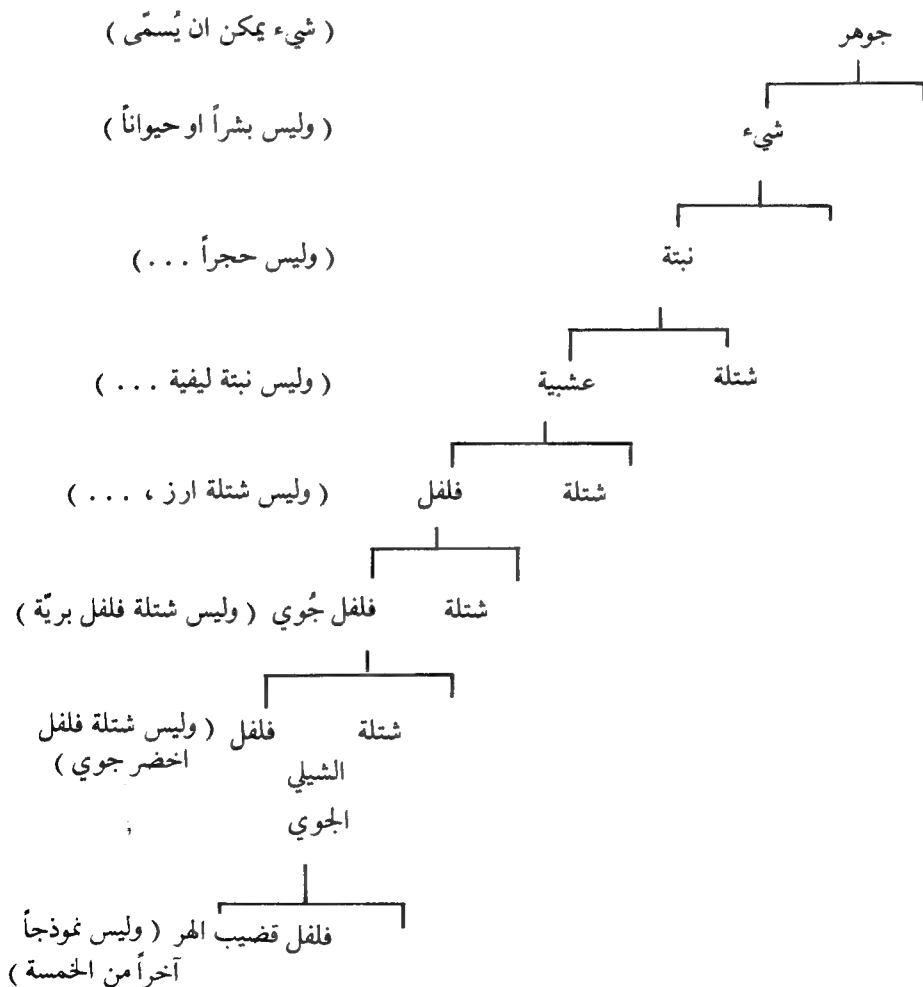 جوهر ( شيء يمكن ان يُسمّى )
شيء ( وليس بشراً او حيواناً )
نبتة ( وليس حجراً . . . )
شتلة عشبية ( وليس نبتة ليفية . . . )
شتلة فلفل ( وليس شتلة ارز ، . . . )
شتلة فلفل جُوي ( وليس شتلة فلفل بريّة )
شتلة فلفل ( وليس شتلة فلفل
الشيلي اخضر جوي )
الجوي
فلفل قضيب الهر ( وليس نموذجاً
آخراً من الخمسة )